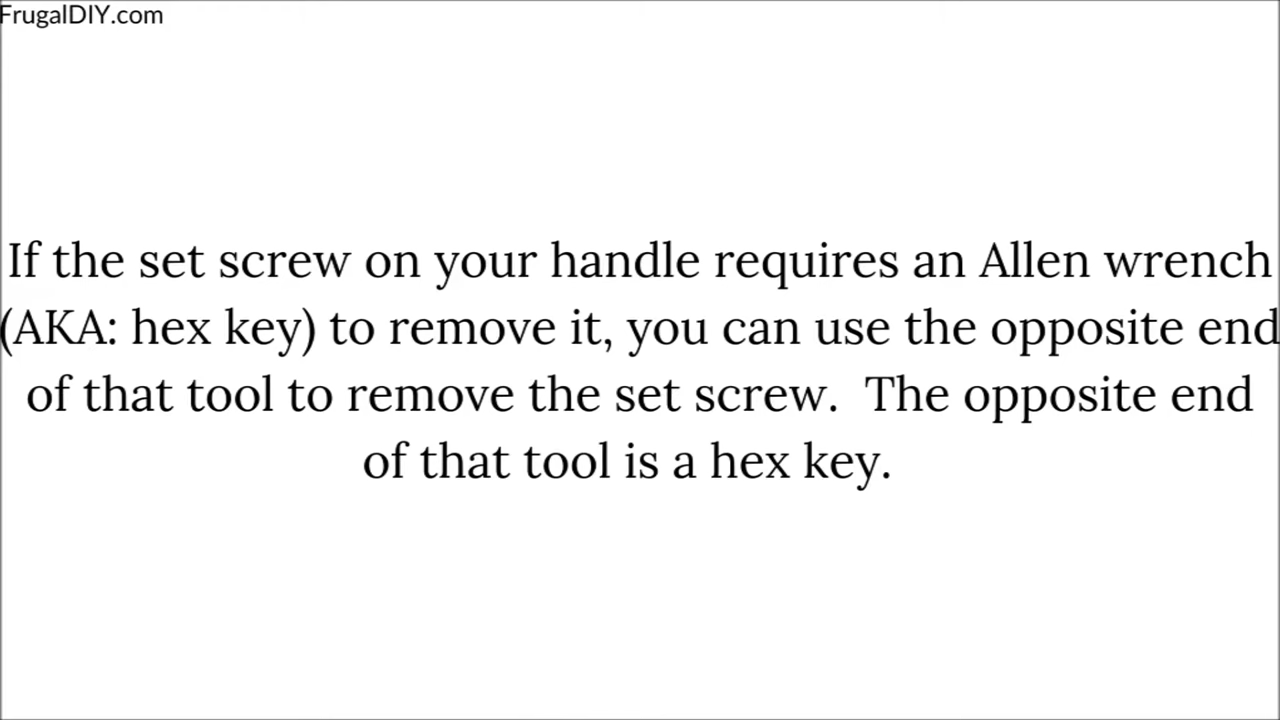 FrugalDIY.com
If the set screw on your handle requires an Allen wrench
(AKA: hex key) to remove it, you can use the opposite end
of that tool to remove the set screw.  The opposite end
of that tool is a hex key.